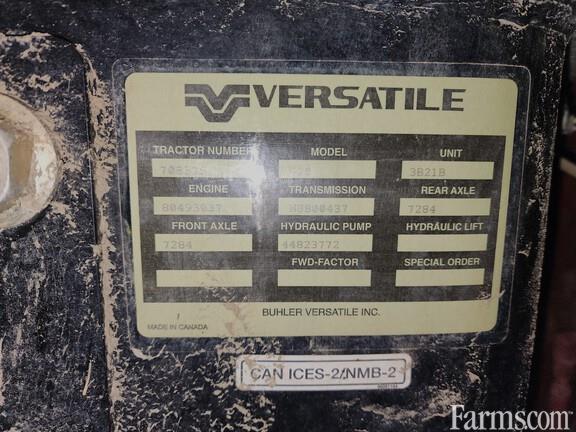 VERSATILE
TRACTOR NUMBER MODEL UNIT
3B21B
ENGINE TRANSMISSION REAR AXLE
80493037 7284
FRONT AXLE HYDRAULIC PUMP HYDRAULIC LIFT
7284 44823772
FWD-FACTOR SPECIAL ORDER
BUHLER VERSATILE INC.
MADE IN CANADA
CAN ICES-2/NMB-2
Farms.com